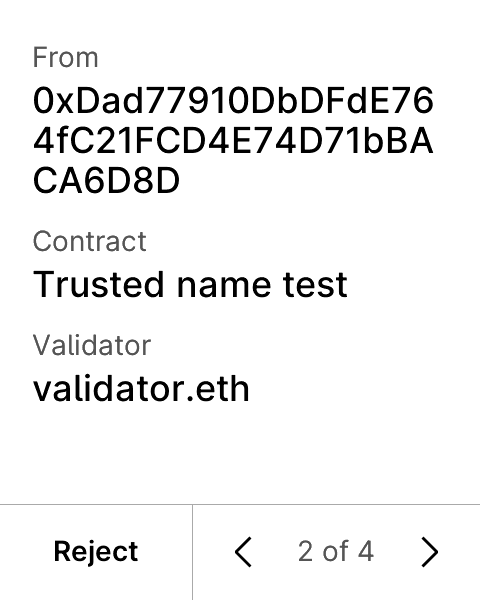 From
0xDad77910DbDFdE76
4fC21FCD4E74D71bBA
CA6D8D
Contract
Trusted name test
Validator
validator.eth
Reject
2 of 4